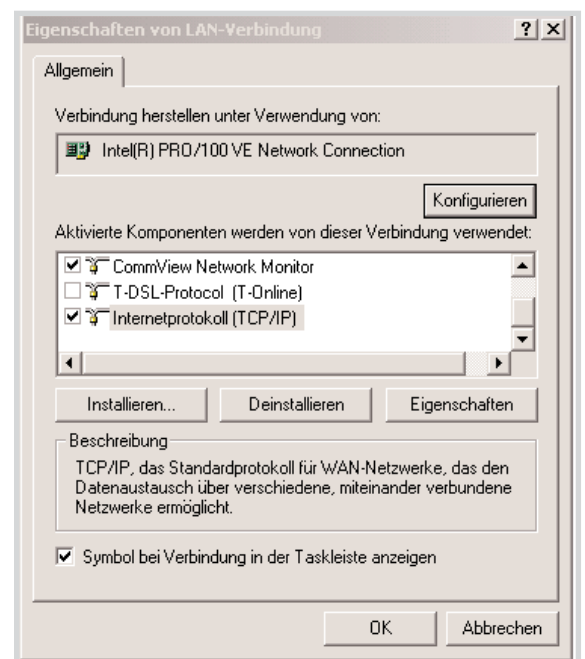 Eigenschaften von LAN-Verbindung
Allgemein
Verbindung herstellen unter Verwendung von:
Intel(R) PRO/100 VE Network Connection
Konfigurieren
Aktivierte Komponenten werden von dieser Verbindung verwendet:
CommView Network Monitor
T-DSL-Protocol (T-Online)
Internetprotokoll (TCP/IP)
Installieren... Deinstallieren Eigenschaften
Beschreibung
TCP/IP, das Standardprotokoll für WAN-Netzwerke, das den
Datenaustausch über verschiedene, miteinander verbundene
Netzwerke ermöglicht.
Symbol bei Verbindung in der Taskleiste anzeigen
OK Abbrechen